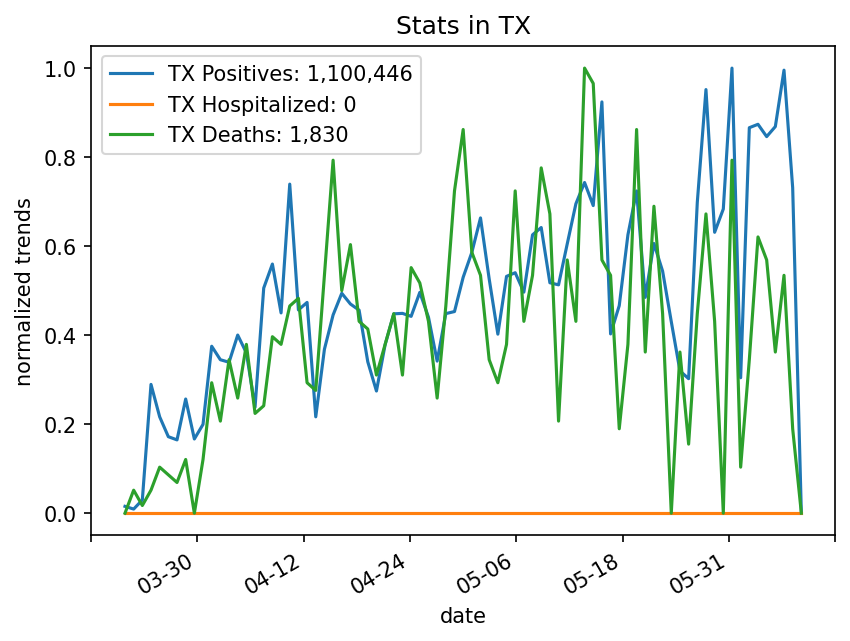 Stats in TX
TX Positives: 1,100,446
TX Hospitalized: 0
TX Deaths: 1,830
normalized trends
1.0
0.8
0.6
0.4
0.2
0.0
03-30
04-12
04-24
05-06
05-18
05-31
date